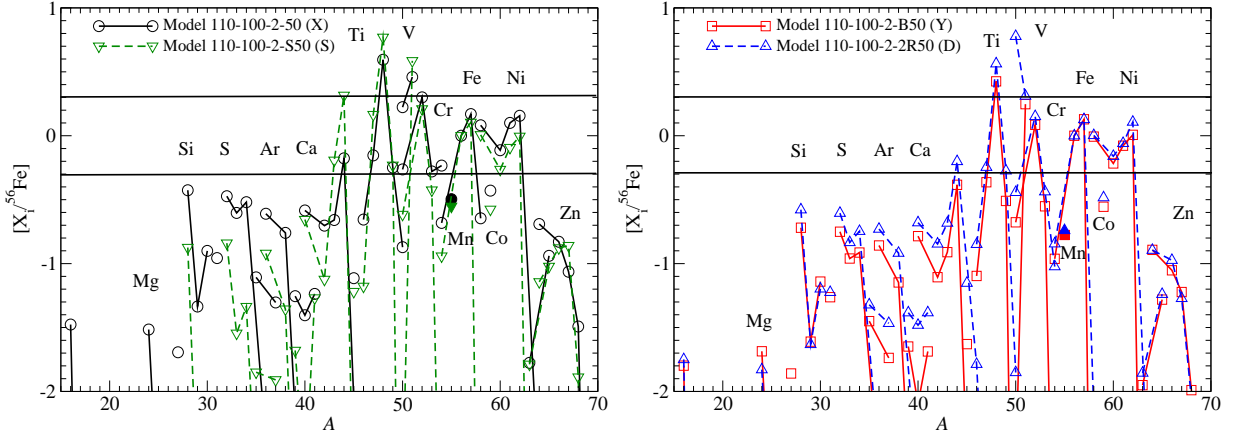 Model 110-100-2-50 (X)
Model 110-100-2-S50 (S)
Ti
V
Fe
Ni
Cr
Si
S
Ar
Ca
Mn
Co
Zn
Mg
0
-1
-2
20
30
40
50
60
70
A
[X_i/^56Fe]
Model 110-100-2-B50 (Y)
Model 110-100-2-2R50 (D)
Ti
V
Fe
Ni
Cr
Si
S
Ar
Ca
Mn
Co
Zn
Mg
0
-1
-2
20
30
40
50
60
70
15
A
[X_i/^56Fe]